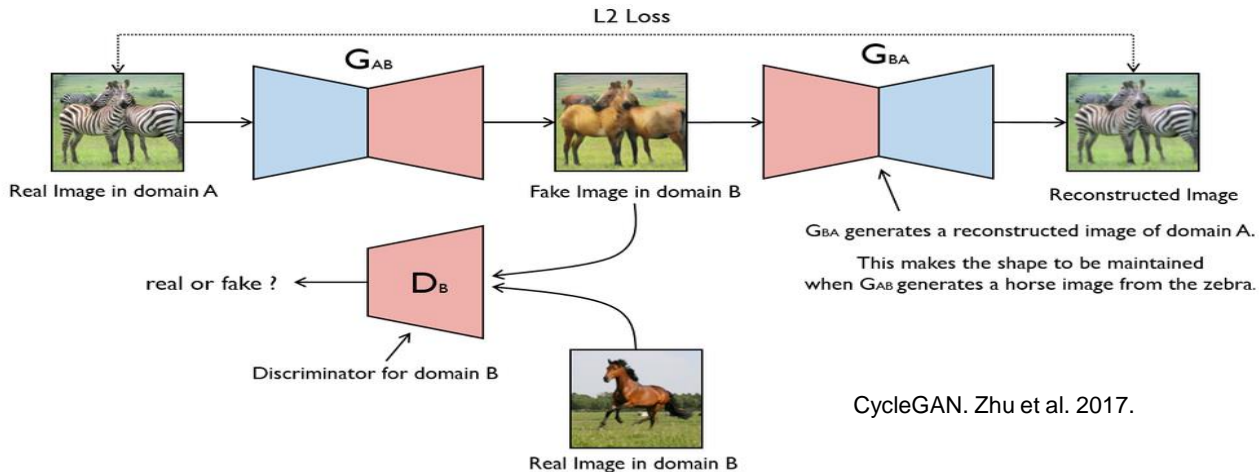 L2 Loss
GAB
GBA
Real Image in domain A
Fake Image in domain B
Reconstructed Image
GBA generates a reconstructed image of domain A.
This makes the shape to be maintained
when GAB generates a horse image from the zebra.
real or fake ?
DB
Discriminator for domain B
Real Image in domain B
CycleGAN. Zhu et al. 2017.